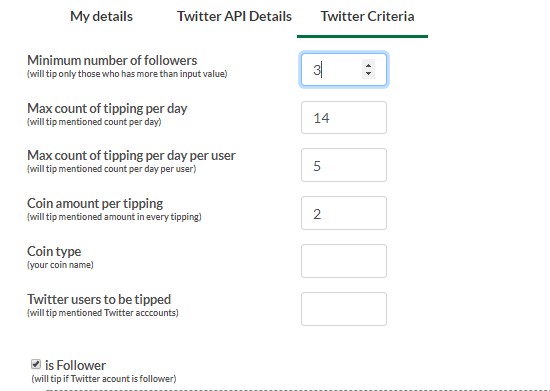 My details Twitter API Details Twitter Criteria
Minimum number of followers
(will tip only those who has more than input value)
3
Max count of tipping per day
(will tip mentioned count per day)
14
Max count of tipping per day per user
(will tip mentioned count per day per user)
5
Coin amount per tipping
(will tip mentioned amount in every tipping)
2
Coin type
(your coin name)
Twitter users to be tipped
(will tip mentioned Twitter acccounts)
is Follower
(will tip if Twitter acount is follower)